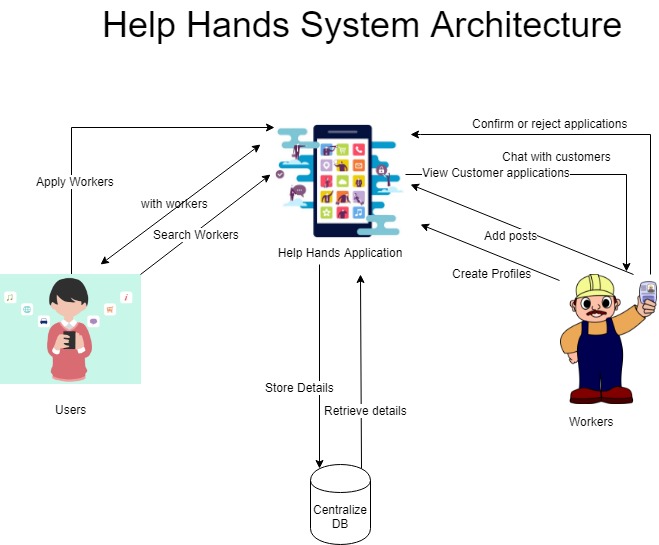 Help Hands System Architecture
Confirm or reject applications
Chat with customers
View Customer applications
Apply Workers
with workers
Search Workers
Add posts
Help Hands Application
Create Profiles
Store Details
Retrieve details
Users
Workers
Centralize
DB